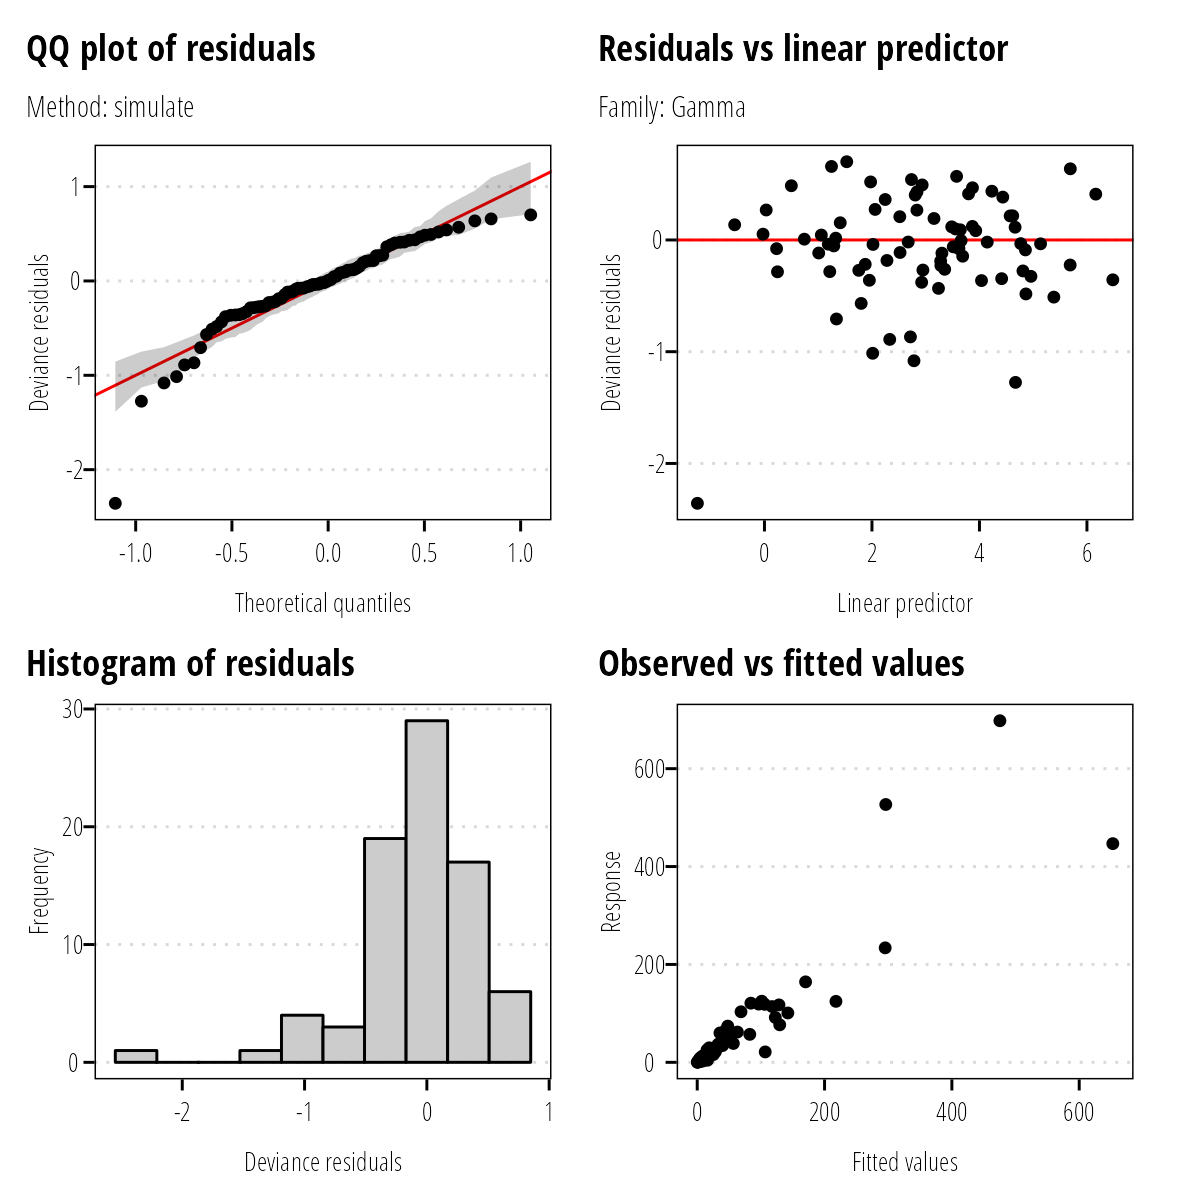 QQ plot of residuals
Method: simulate
Deviance residuals
1
0
-1
-2
-1.0 -0.5 0.0 0.5 1.0
Theoretical quantiles
Residuals vs linear predictor
Family: Gamma
Deviance residuals
0
-1
-2
0 2 4 6
Linear predictor
Histogram of residuals
Frequency
30
20
10
0
-2 -1 0 1
Deviance residuals
Observed vs fitted values
Response
600
400
200
0
0 200 400 600
Fitted values